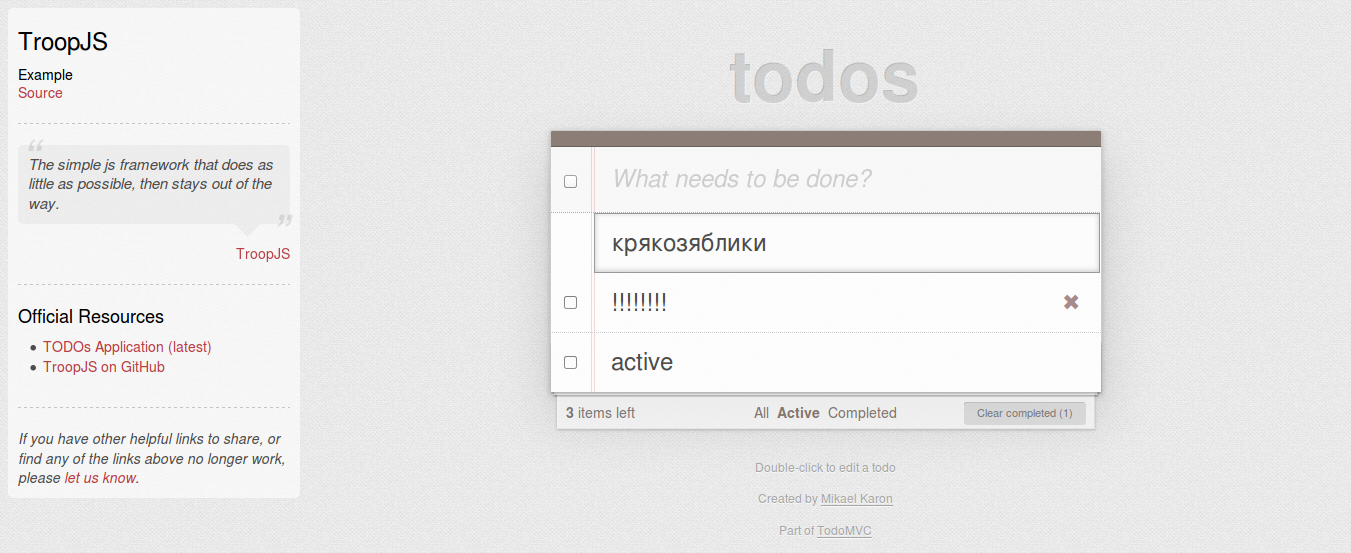 TroopJS
Example
Source
“
The simple js framework that does as
little as possible, then stays out of the
way.
”
TroopJS
Official Resources
TODOs Application (latest)
TroopJS on GitHub
If you have other helpful links to share, or
find any of the links above no longer work,
please let us know.
todos
What needs to be done?
крякозяблики
!!!!!!!!
✖
active
3 items left
All Active Completed
Clear completed (1)
Double-click to edit a todo
Created by Mikael Karon
Part of TodoMVC